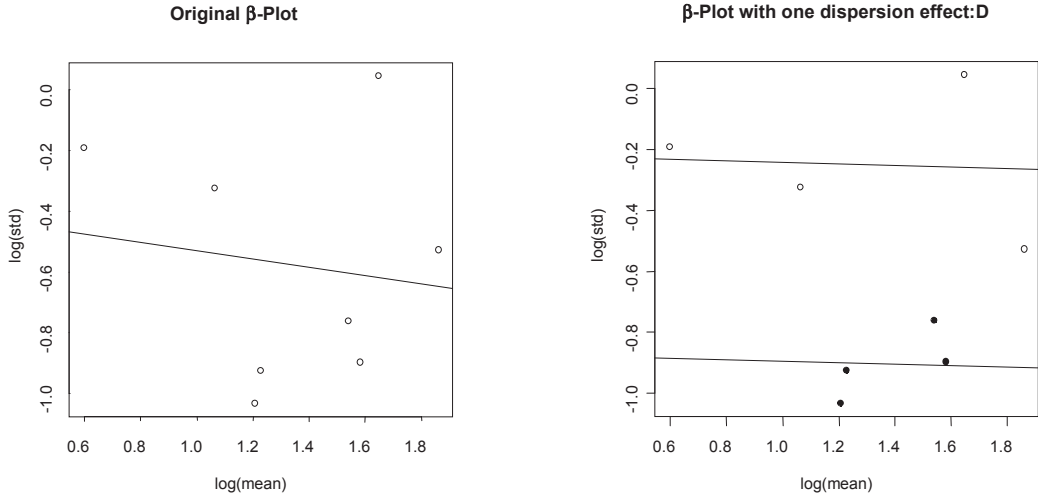 Original β-Plot
0.0
-0.2
-0.4
-0.6
-0.8
-1.0
log(std)
0.6 0.8 1.0 1.2 1.4 1.6 1.8
log(mean)
β-Plot with one dispersion effect:D
0.0
-0.2
-0.4
-0.6
-0.8
-1.0
log(std)
0.6 0.8 1.0 1.2 1.4 1.6 1.8
log(mean)